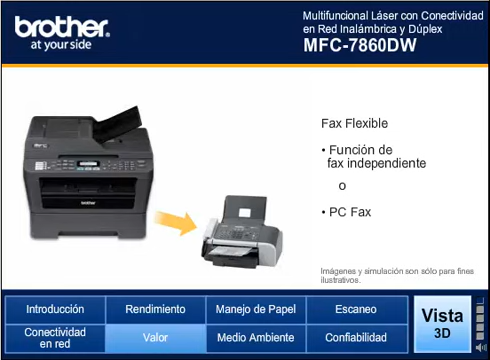 brother
at your side
Multifuncional Láser con Conectividad
en Red Inalámbrica y Dúplex
MFC-7860DW
Fax Flexible
• Función de
fax independiente
o
• PC Fax
brother
Imágenes y simulación son sólo para fines
ilustrativos.
Introducción
Rendimiento
Manejo de Papel
Escaneo
Conectividad
en red
Valor
Medio Ambiente
Confiabilidad
Vista
3D